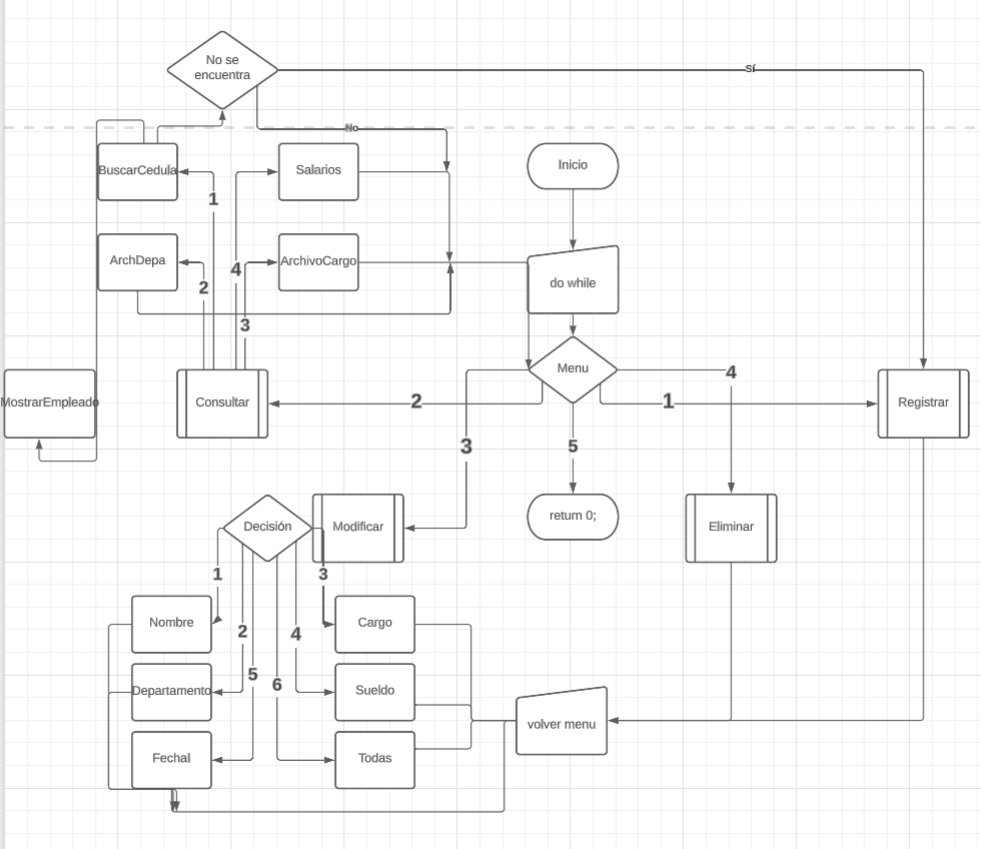 No se
encuentra
Sí
No
BuscarCedula
Salarios
Inicio
1
ArchDepa
ArchivoCargo
4
2
do while
3
Menu
4
MostrarEmpleado
Consultar
2
1
Registrar
3
5
Decisión
Modificar
return 0;
Eliminar
1
3
Nombre
2
4
Cargo
5
6
Departamento
Sueldo
volver menu
Fechal
Todas